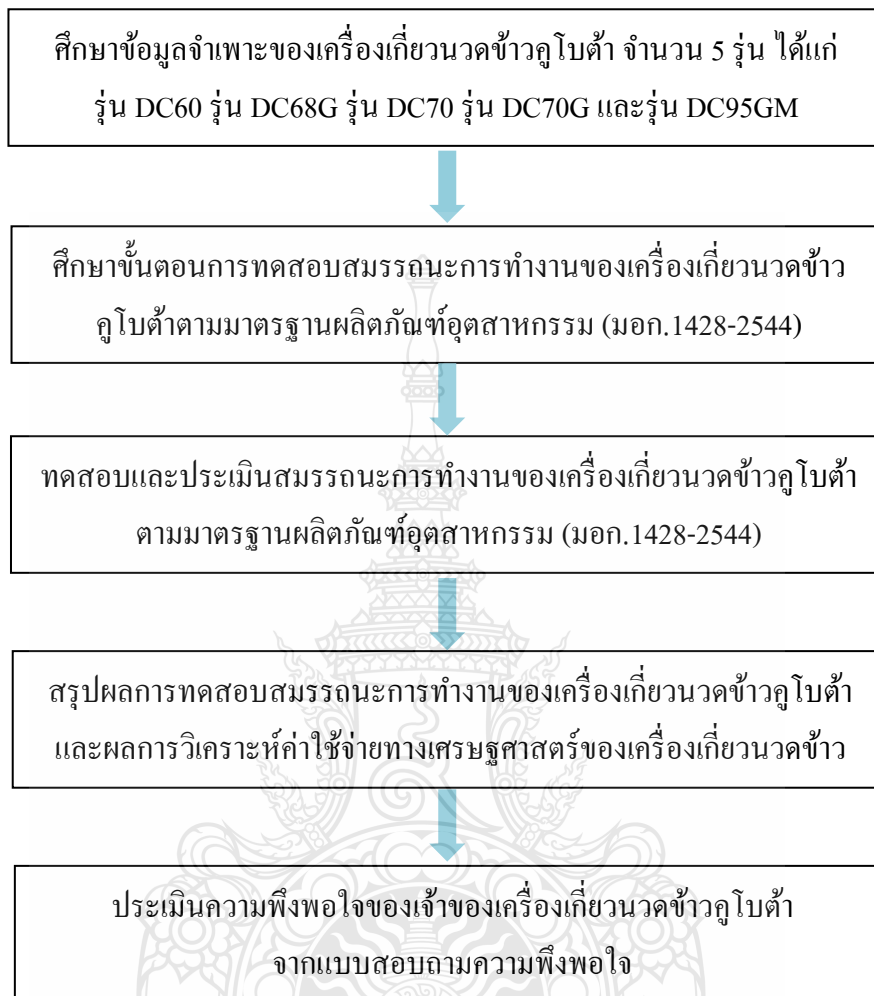 ศึกษาข้อมูลจำเพาะของเครื่องเกี่ยวนวดข้าวคูโบต้า จำนวน 5 รุ่น ได้แก่
รุ่น DC60 รุ่น DC68G รุ่น DC70 รุ่น DC70G และรุ่น DC95GM
ศึกษาขั้นตอนการทดสอบสมรรถนะการทำงานของเครื่องเกี่ยวนวดข้าว
คูโบต้าตามมาตรฐานผลิตภัณฑ์อุตสาหกรรม (มอก.1428-2544)
ทดสอบและประเมินสมรรถนะการทำงานของเครื่องเกี่ยวนวดข้าวคูโบต้า
ตามมาตรฐานผลิตภัณฑ์อุตสาหกรรม (มอก.1428-2544)
สรุปผลการทดสอบสมรรถนะการทำงานของเครื่องเกี่ยวนวดข้าวคูโบต้า
และผลการวิเคราะห์ค่าใช้จ่ายทางเศรษฐศาสตร์ของเครื่องเกี่ยวนวดข้าว
ประเมินความพึงพอใจของเจ้าของเครื่องเกี่ยวนวดข้าวคูโบต้า
จากแบบสอบถามความพึงพอใจ